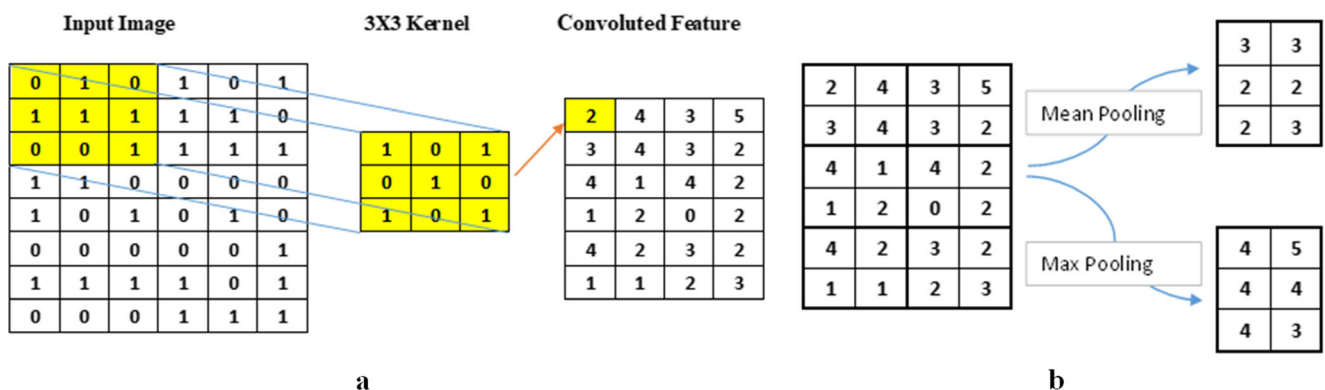 Input Image
3X3 Kernel
Convoluted Feature
0 1 0 1 0 1
1 1 1 1 1 0
0 0 1 1 1 1
1 1 0 0 0 0
1 0 1 0 1 0
0 0 0 0 0 1
1 1 1 1 0 1
0 0 0 1 1 1
1 0 1
0 1 0
1 0 1
2 4 3 5
3 4 3 2
4 1 4 2
1 2 0 2
4 2 3 2
1 1 2 3
a
2 4 3 5
3 4 3 2
4 1 4 2
1 2 0 2
4 2 3 2
1 1 2 3
Mean Pooling
3 3
2 2
2 3
Max Pooling
4 5
4 4
4 3
b